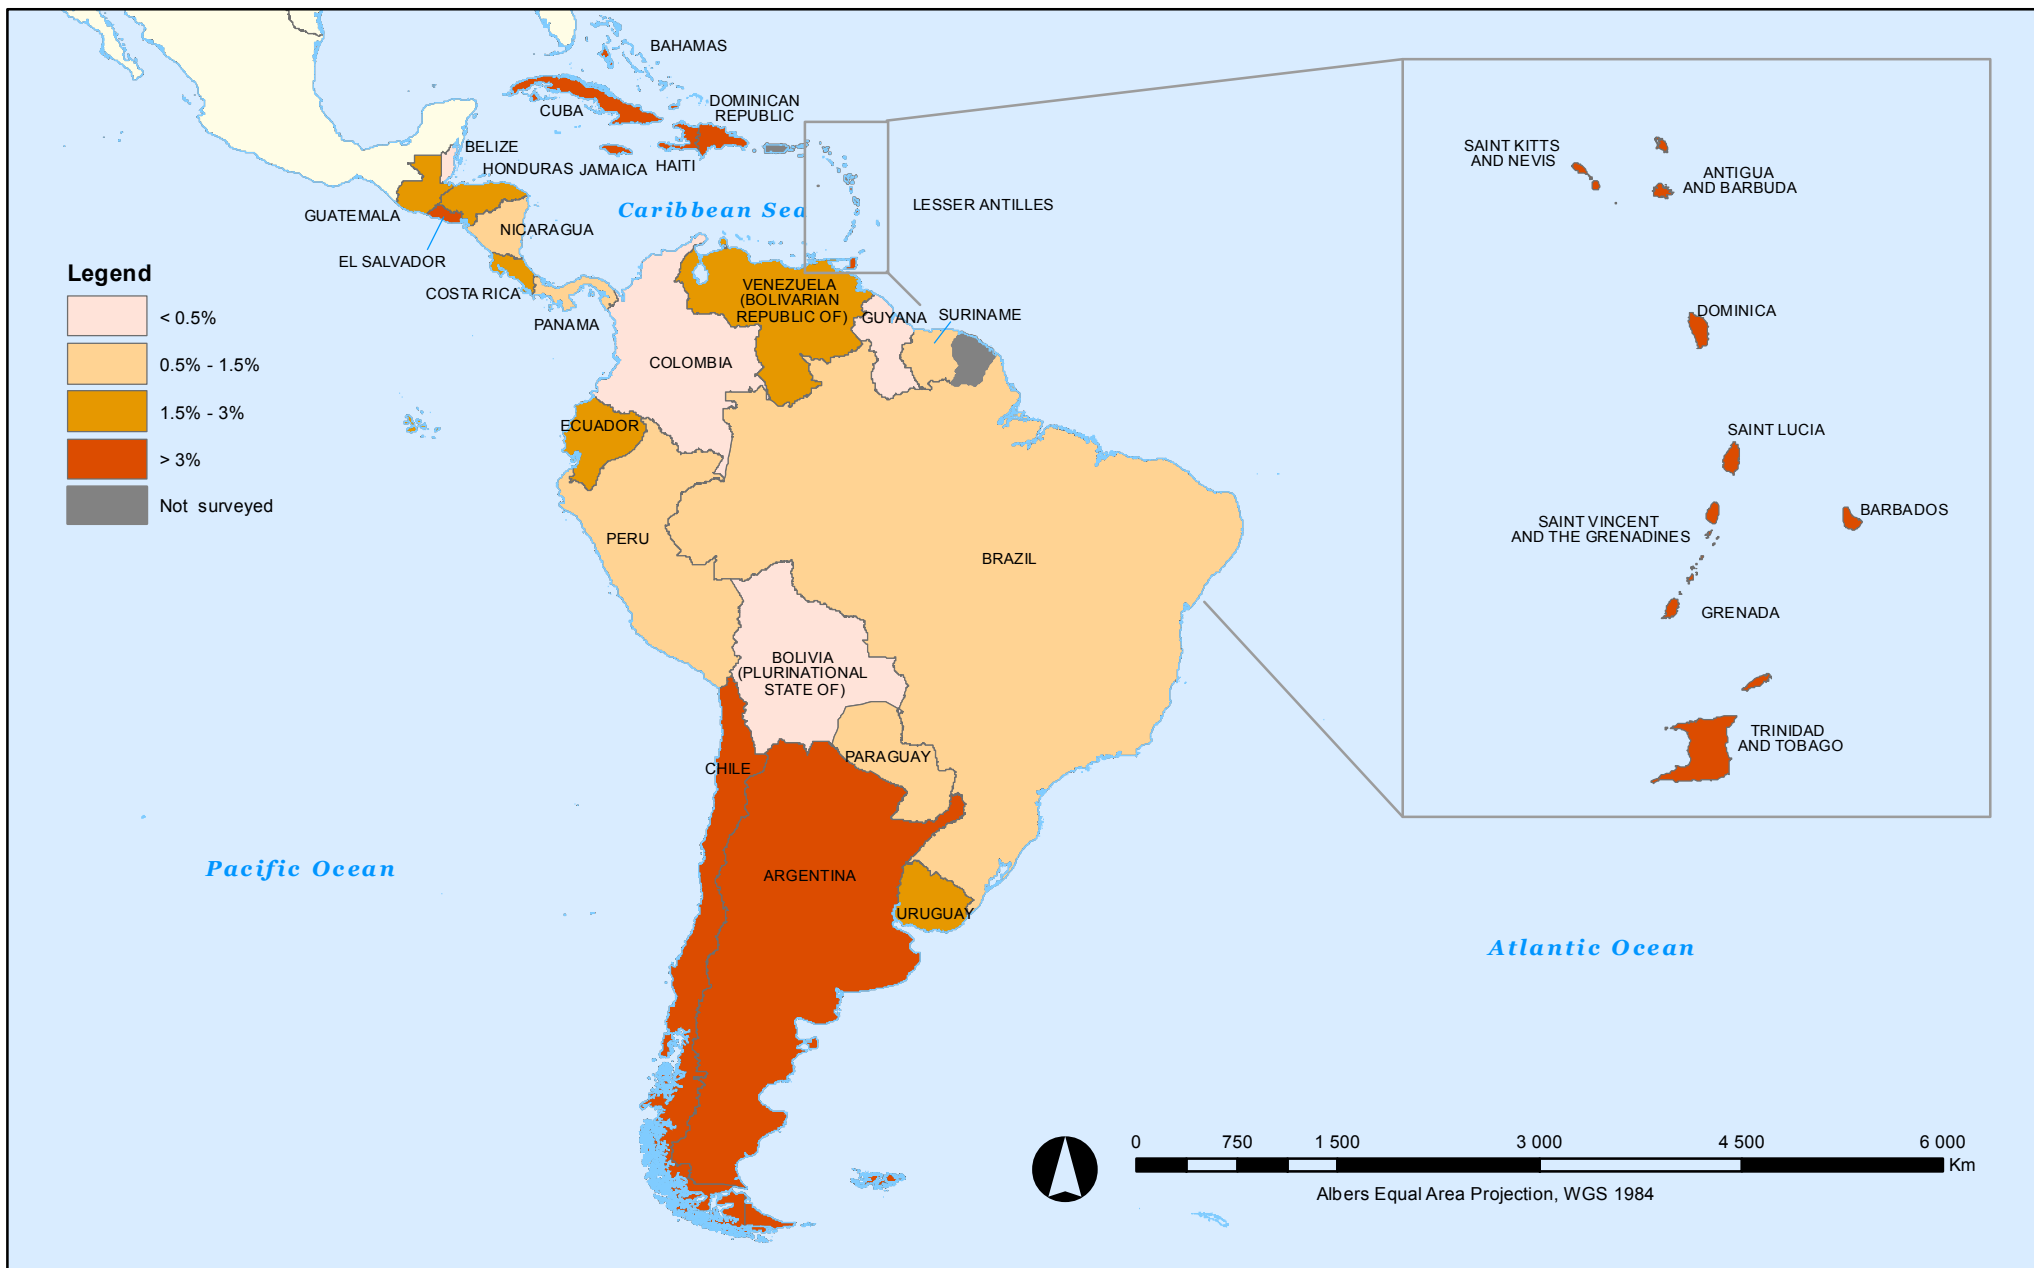 BAHAMAS
CUBA
DOMINICAN
REPUBLIC
BELIZE
HONDURAS
JAMAICA
HAITI
GUATEMALA
Caribbean Sea
LESSER ANTILLES
NICARAGUA
EL SALVADOR
COSTA RICA
PANAMA
VENEZUELA
(BOLIVARIAN
REPUBLIC OF)
GUYANA
SURINAME
COLOMBIA
ECUADOR
PERU
BRAZIL
BOLIVIA
(PLURINATIONAL
STATE OF)
PARAGUAY
CHILE
ARGENTINA
URUGUAY
Pacific Ocean
Atlantic Ocean
Legend
< 0.5%
0.5% - 1.5%
1.5% - 3%
> 3%
Not surveyed
SAINT KITTS
AND NEVIS
ANTIGUA
AND BARBUDA
DOMINICA
SAINT LUCIA
SAINT VINCENT
AND THE GRENADINES
BARBADOS
GRENADA
TRINIDAD
AND TOBAGO
0 750 1 500 3 000 4 500 6 000
Km
Albers Equal Area Projection, WGS 1984